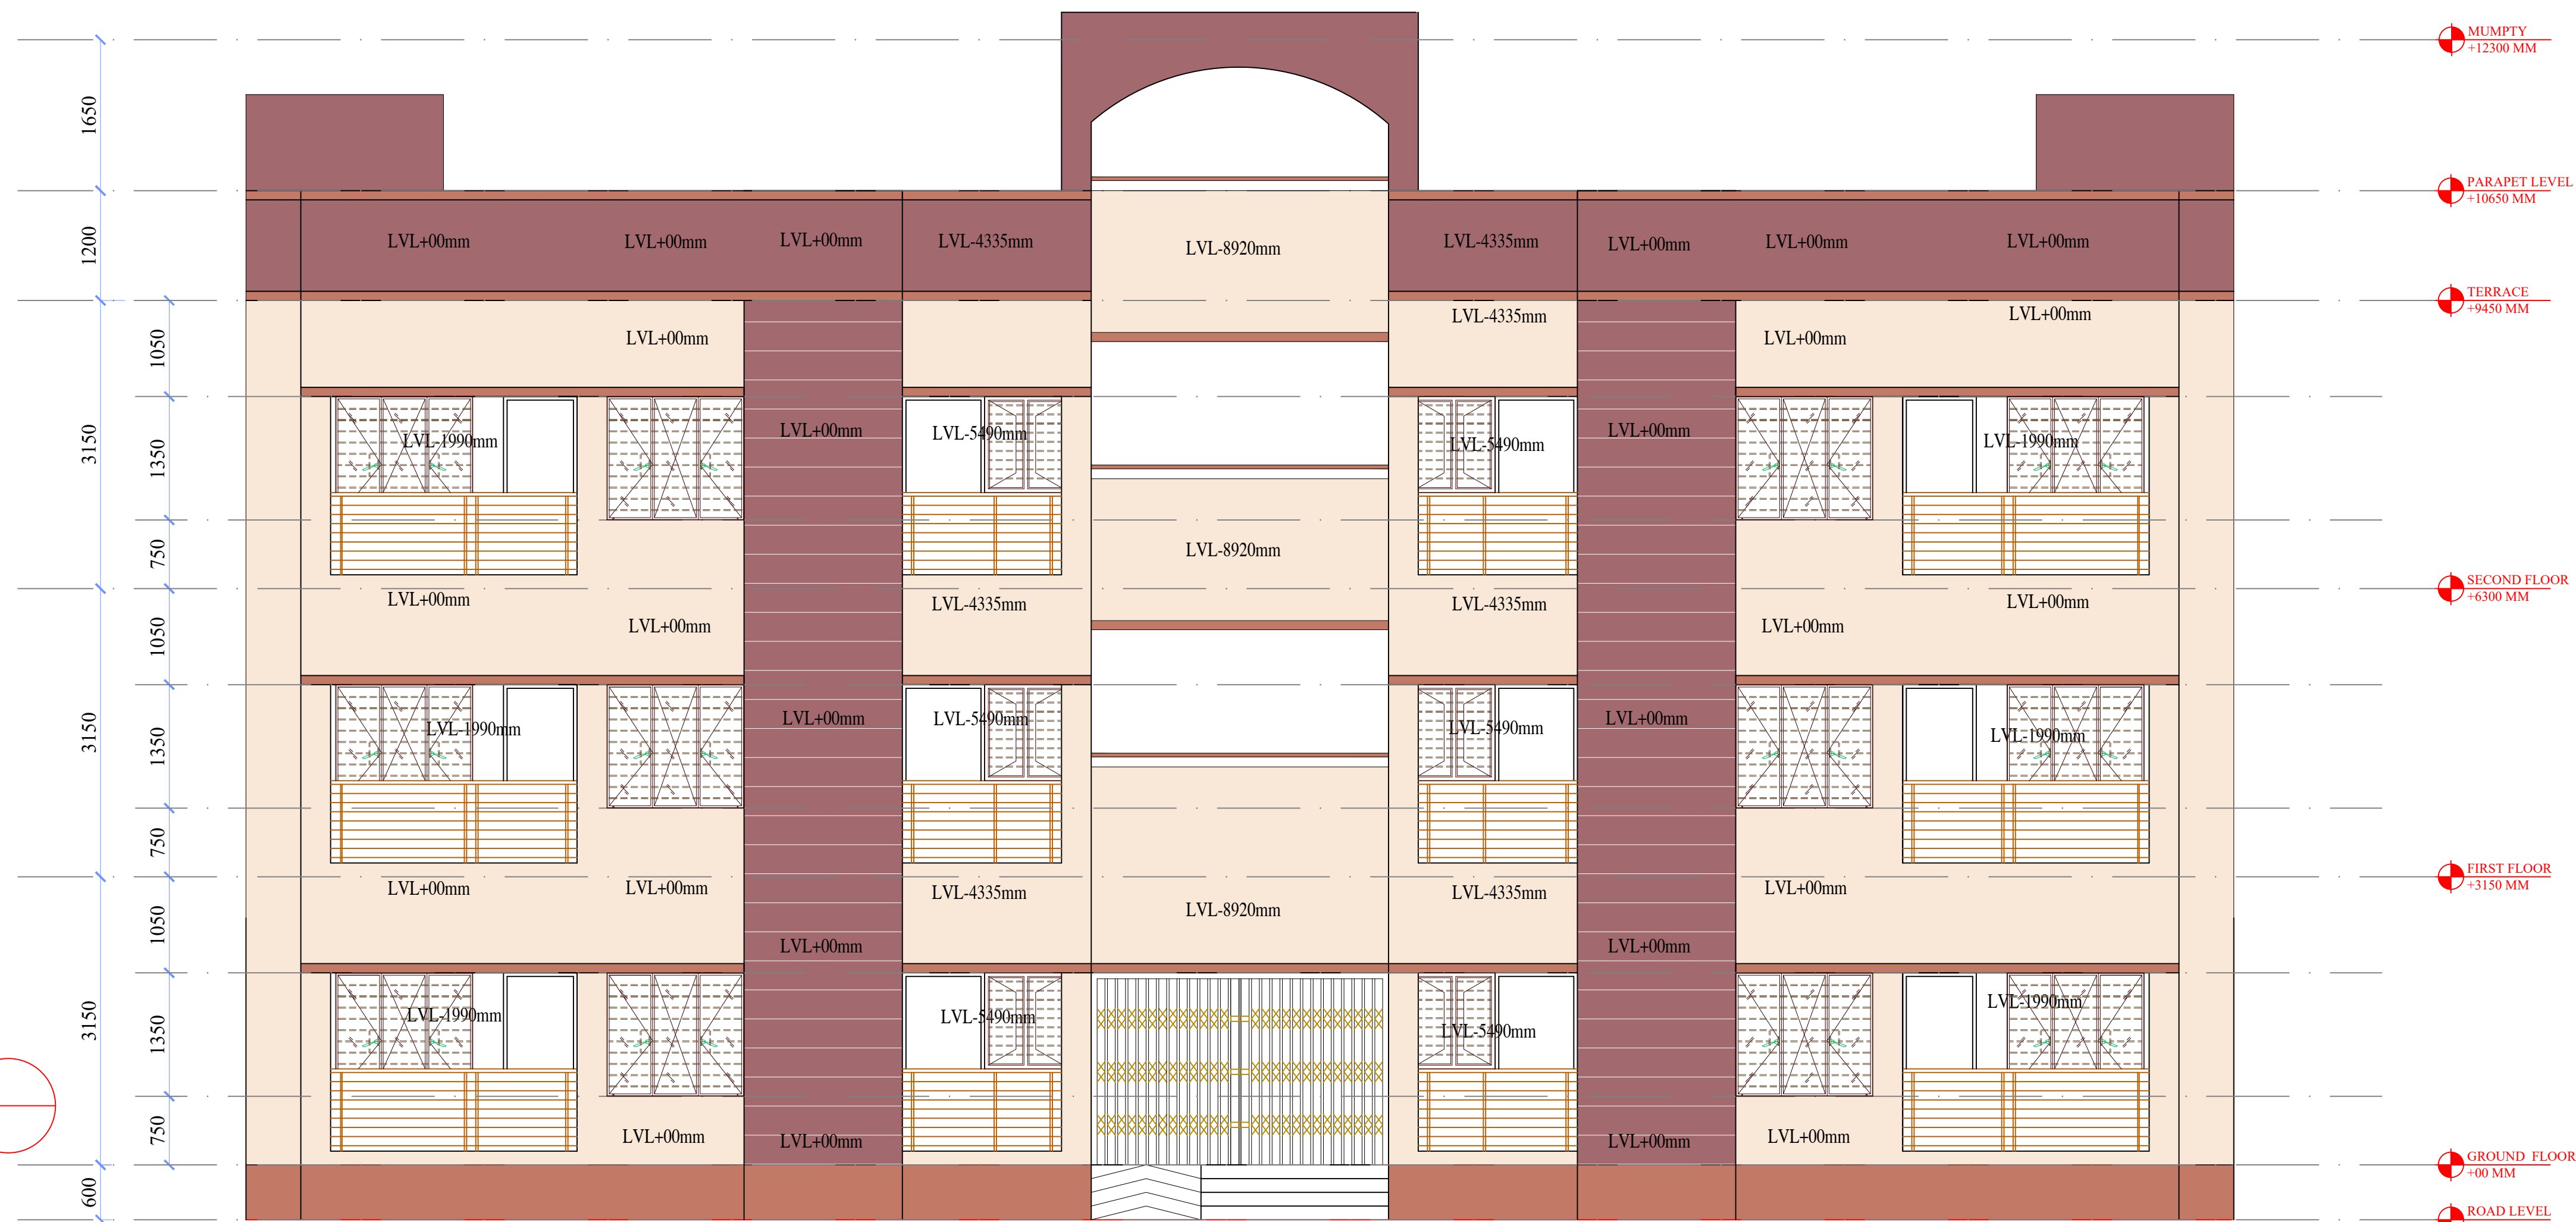 MUMPTY
+12300 MM
1650
PARAPET LEVEL
+10650 MM
1200
LVL+00mm LVL+00mm LVL+00mm LVL-4335mm LVL-8920mm LVL-4335mm LVL+00mm LVL+00mm LVL+00mm
TERRACE
+9450 MM
1050
LVL+00mm LVL-4335mm LVL+00mm LVL+00mm
3150
1350
LVL-1990mm LVL+00mm LVL-5490mm LVL-5490mm LVL+00mm LVL-1990mm
750
LVL-8920mm
SECOND FLOOR
+6300 MM
LVL+00mm LVL-4335mm LVL-4335mm LVL+00mm
1050
LVL+00mm LVL+00mm
3150
1350
LVL-1990mm LVL+00mm LVL-5490mm LVL-5490mm LVL+00mm LVL-1990mm
750
FIRST FLOOR
+3150 MM
LVL+00mm LVL+00mm LVL-4335mm LVL-4335mm LVL+00mm
LVL-8920mm
1050
LVL+00mm LVL+00mm
3150
1350
LVL-1990mm LVL-5490mm LVL-5490mm LVL-1990mm
750
LVL+00mm LVL+00mm LVL+00mm LVL+00mm
GROUND FLOOR
+00 MM
600
ROAD LEVEL